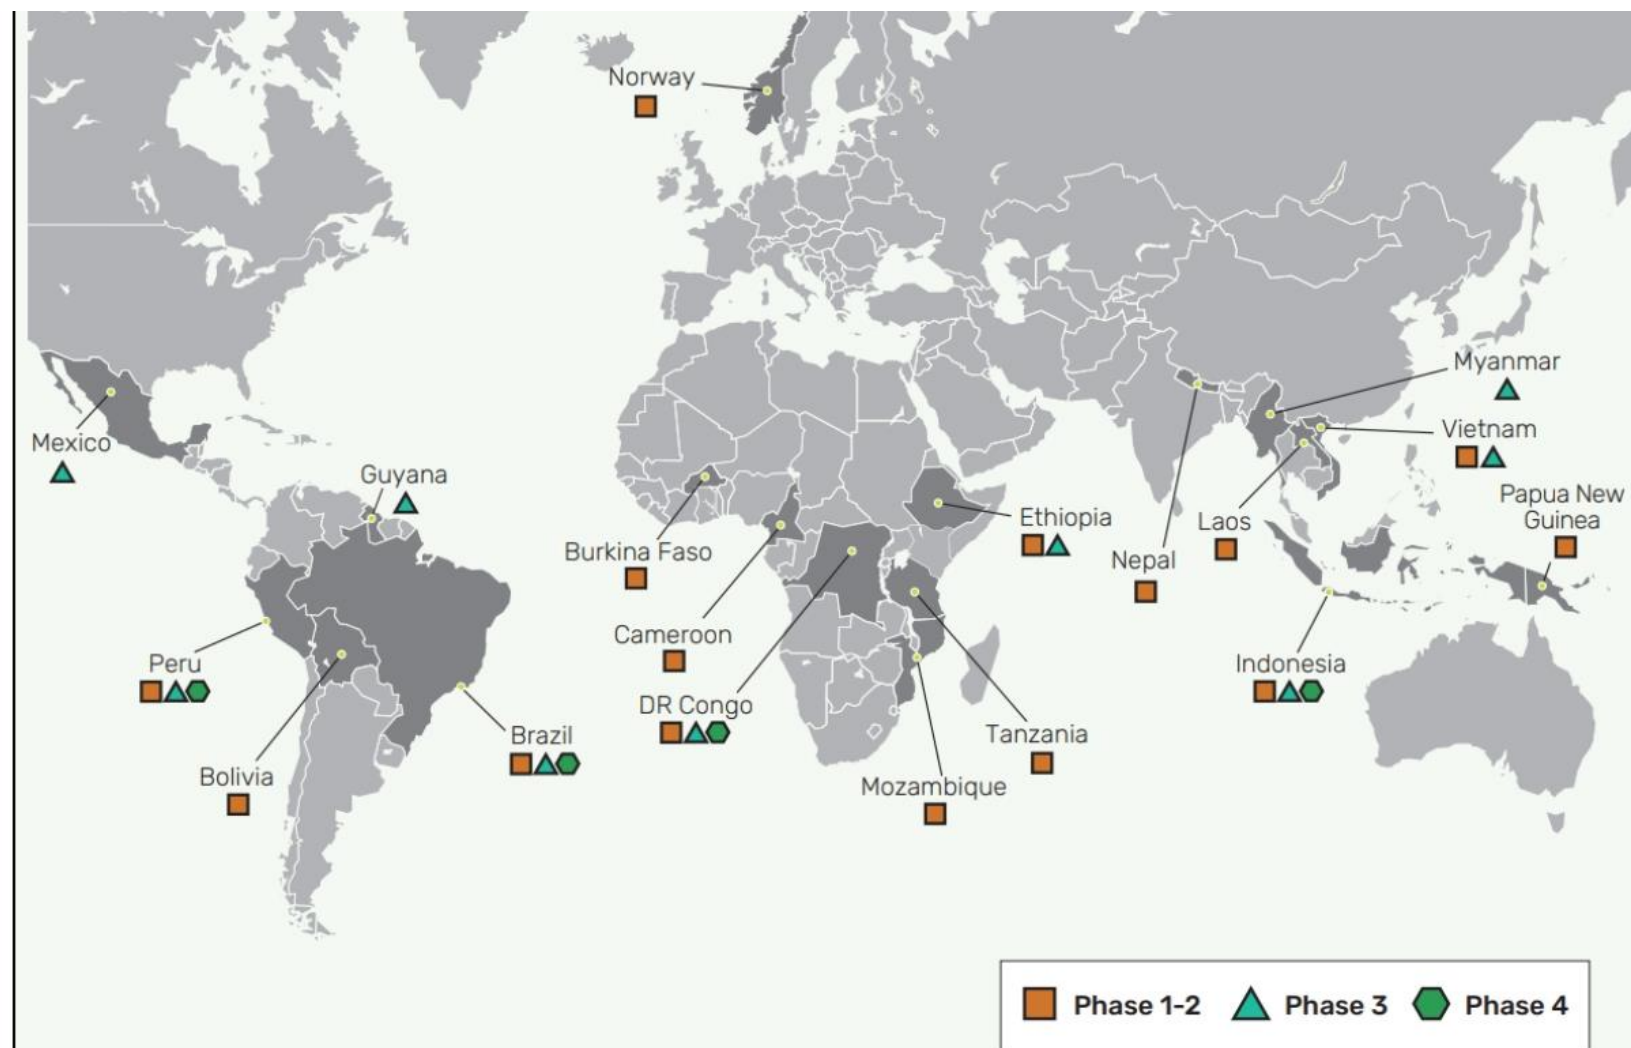 Norway
Myanmar
Mexico
Vietnam
Guyana
Papua New
Guinea
Ethiopia
Laos
Burkina Faso
Nepal
Cameroon
Peru
Indonesia
DR Congo
Brazil
Tanzania
Bolivia
Mozambique
Phase 1-2 Phase 3 Phase 4